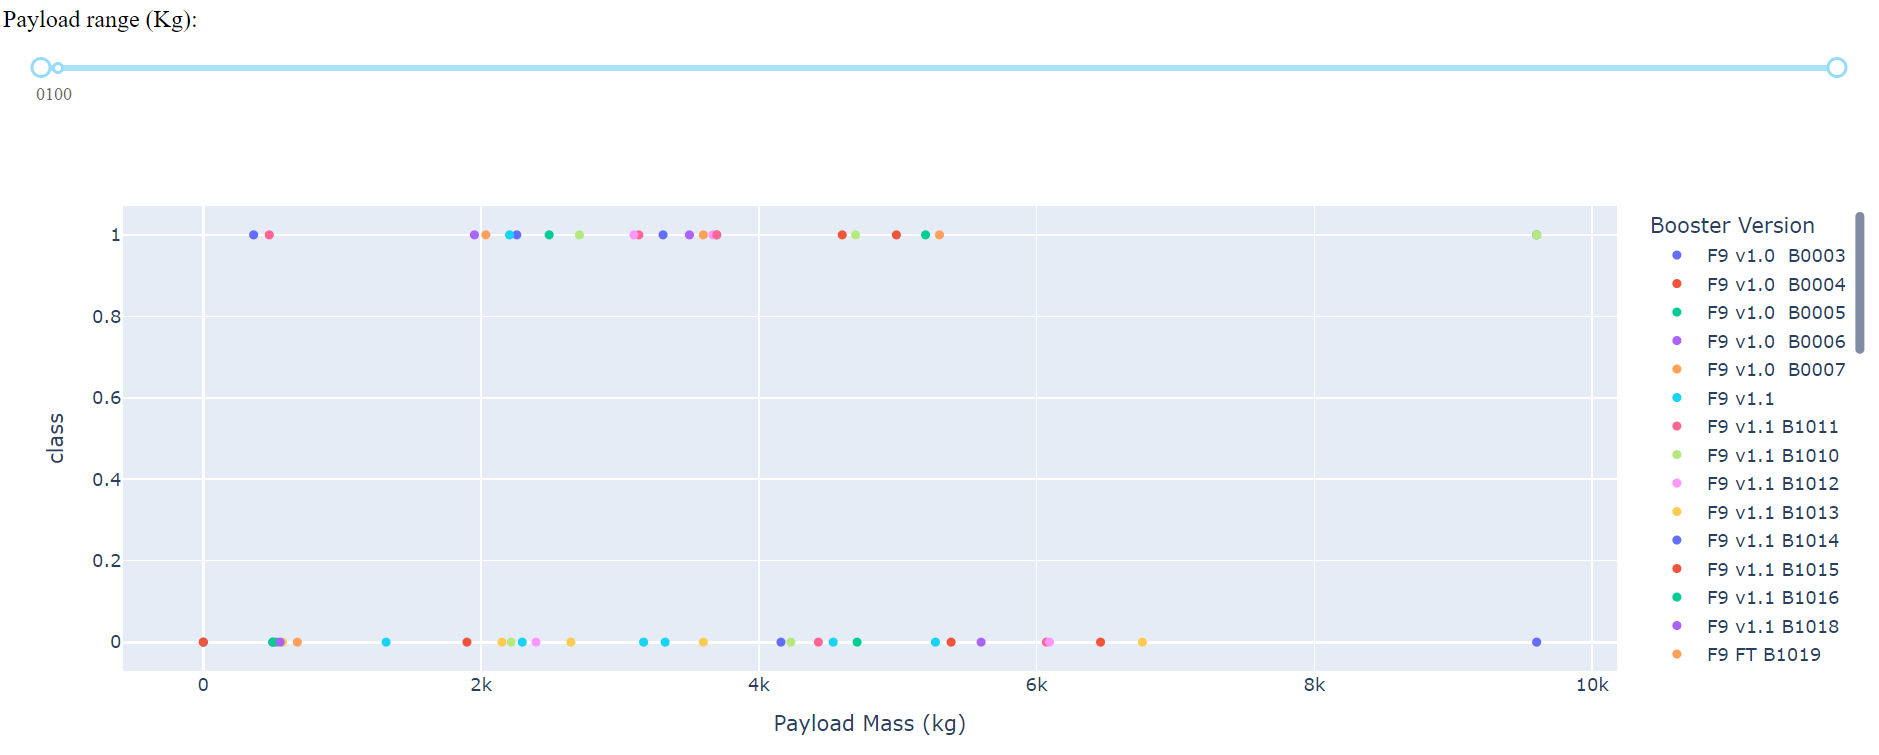 Payload range (Kg):
0100
Booster Version
1
F9 v1.0  B0003
F9 v1.0  B0004
F9 v1.0  B0005
0.8
F9 v1.0  B0006
F9 v1.0  B0007
0.6
F9 v1.1
F9 v1.1 B1011
class
F9 v1.1 B1010
0.4
F9 v1.1 B1012
F9 v1.1 B1013
F9 v1.1 B1014
0.2
F9 v1.1 B1015
F9 v1.1 B1016
F9 v1.1 B1018
0
F9 FT B1019
0 2k 4k 6k 8k 10k
Payload Mass (kg)